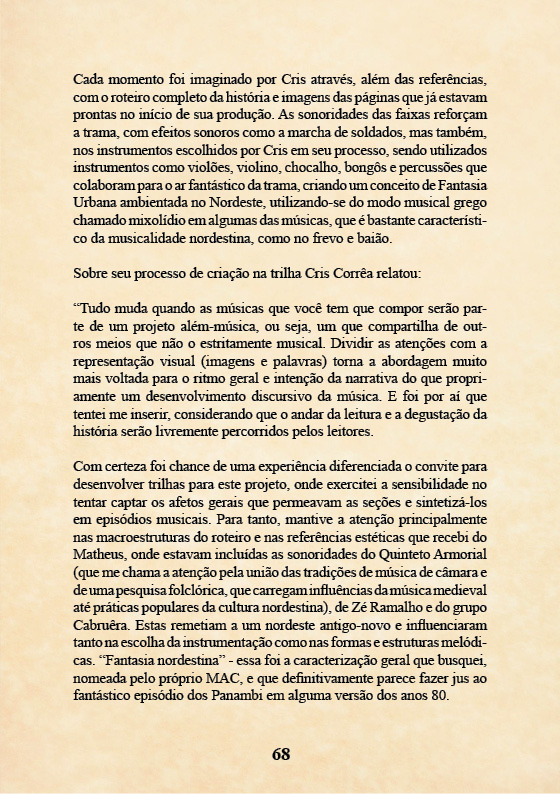 Cada momento foi imaginado por Cris através, além das referências,
com o roteiro completo da história e imagens das páginas que já estavam
prontas no início de sua produção. As sonoridades das faixas reforçam
a trama, com efeitos sonoros como a marcha de soldados, mas também,
nos instrumentos escolhidos por Cris em seu processo, sendo utilizados
instrumentos como violões, violino, chocalho, bongôs e percussões que
colaboram para o ar fantástico da trama, criando um conceito de Fantasia
Urbana ambientada no Nordeste, utilizando-se do modo musical grego
chamado mixolídio em algumas das músicas, que é bastante característi-
co da musicalidade nordestina, como no frevo e baião.
Sobre seu processo de criação na trilha Cris Corrêa relatou:
“Tudo muda quando as músicas que você tem que compor serão par-
te de um projeto além-música, ou seja, um que compartilha de out-
ros meios que não o estritamente musical. Dividir as atenções com a
representação visual (imagens e palavras) torna a abordagem muito
mais voltada para o ritmo geral e intenção da narrativa do que propri-
amente um desenvolvimento discursivo da música. E foi por aí que
tentei me inserir, considerando que o andar da leitura e a degustação da
história serão livremente percorridos pelos leitores.
Com certeza foi chance de uma experiência diferenciada o convite para
desenvolver trilhas para este projeto, onde exercitei a sensibilidade no
tentar captar os afetos gerais que permeavam as seções e sintetizá-los
em episódios musicais. Para tanto, mantive a atenção principalmente
nas macroestruturas do roteiro e nas referências estéticas que recebi do
Matheus, onde estavam incluídas as sonoridades do Quinteto Armorial
(que me chama a atenção pela união das tradições de música de câmara e
de uma pesquisa folclórica, que carregam influências da música medieval
até práticas populares da cultura nordestina), de Zé Ramalho e do grupo
Cabruêra. Estas remetiam a um nordeste antigo-novo e influenciaram
tanto na escolha da instrumentação como nas formas e estruturas melódi-
cas. “Fantasia nordestina” - essa foi a caracterização geral que busquei,
nomeada pelo próprio MAC, e que definitivamente parece fazer jus ao
fantástico episódio dos Panambi em alguma versão dos anos 80.
68